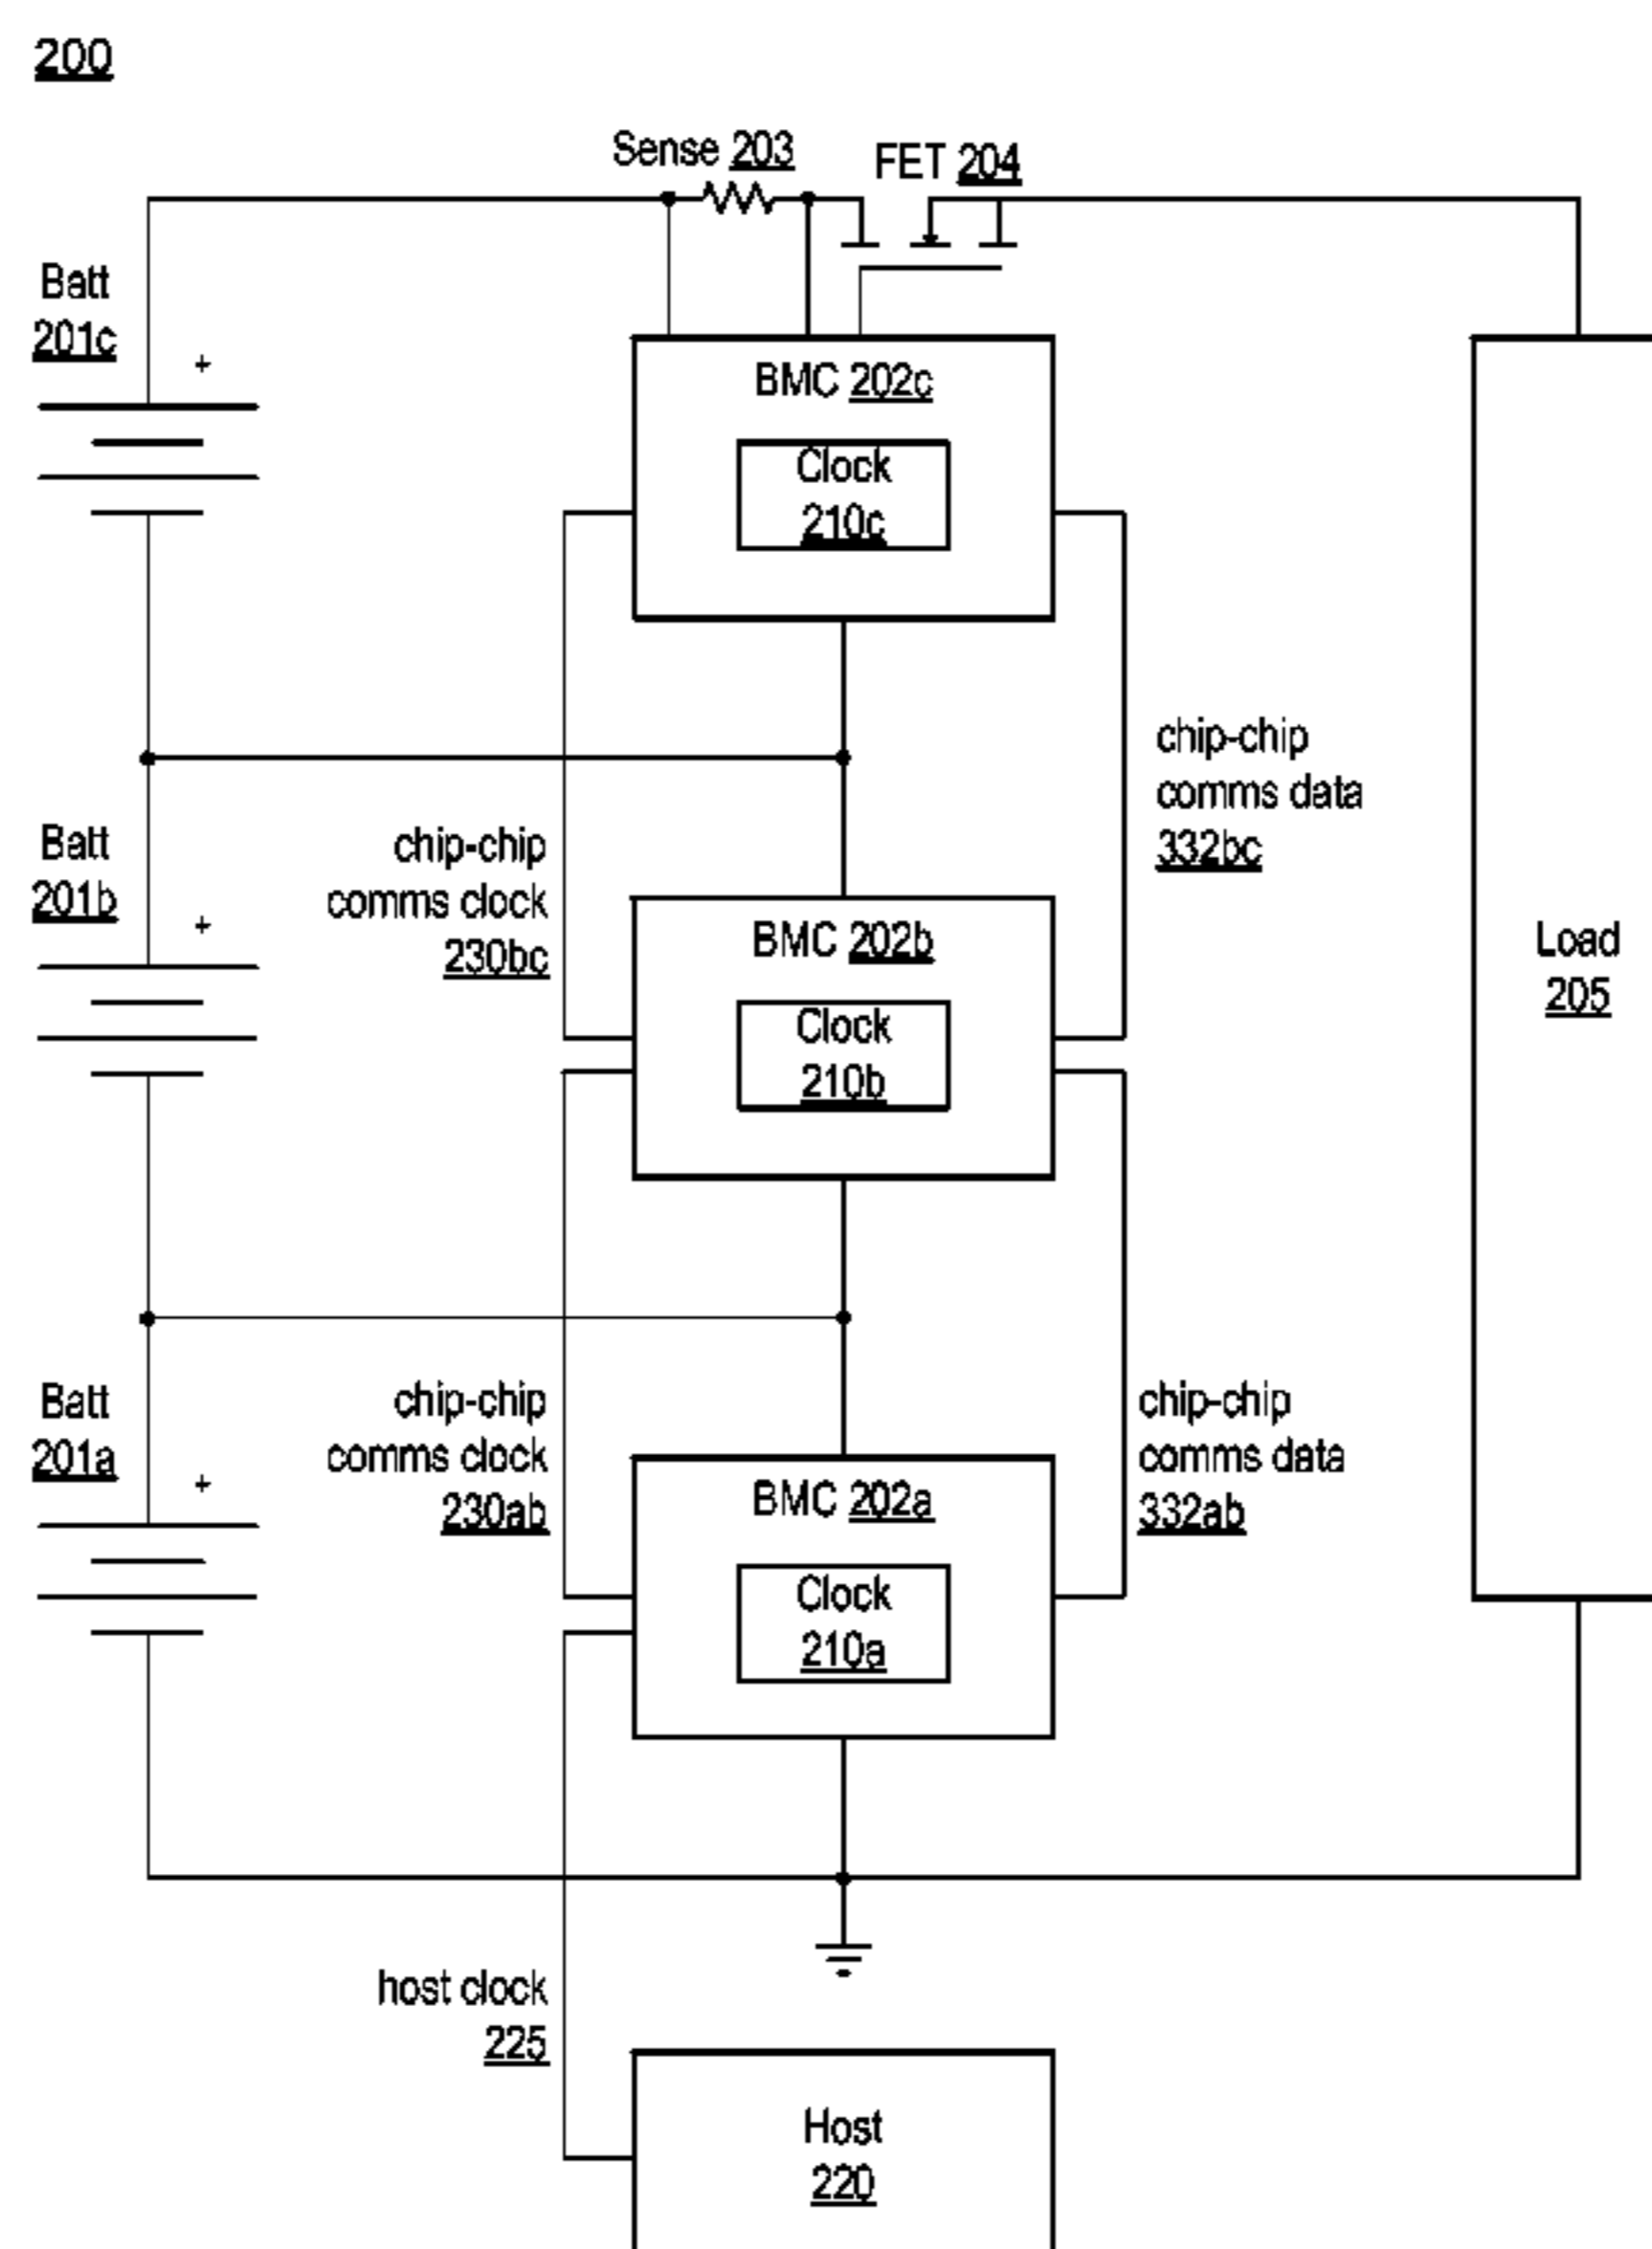 200
Sense 203
FET 204
Batt
201c
+
BMC 202c
Clock
210c
chip-chip
comms data
332bc
Batt
201b
+
chip-chip
comms clock
230bc
BMC 202b
Clock
210b
Load
205
Batt
201a
+
chip-chip
comms clock
230ab
BMC 202a
Clock
210a
chip-chip
comms data
332ab
host clock
225
Host
220